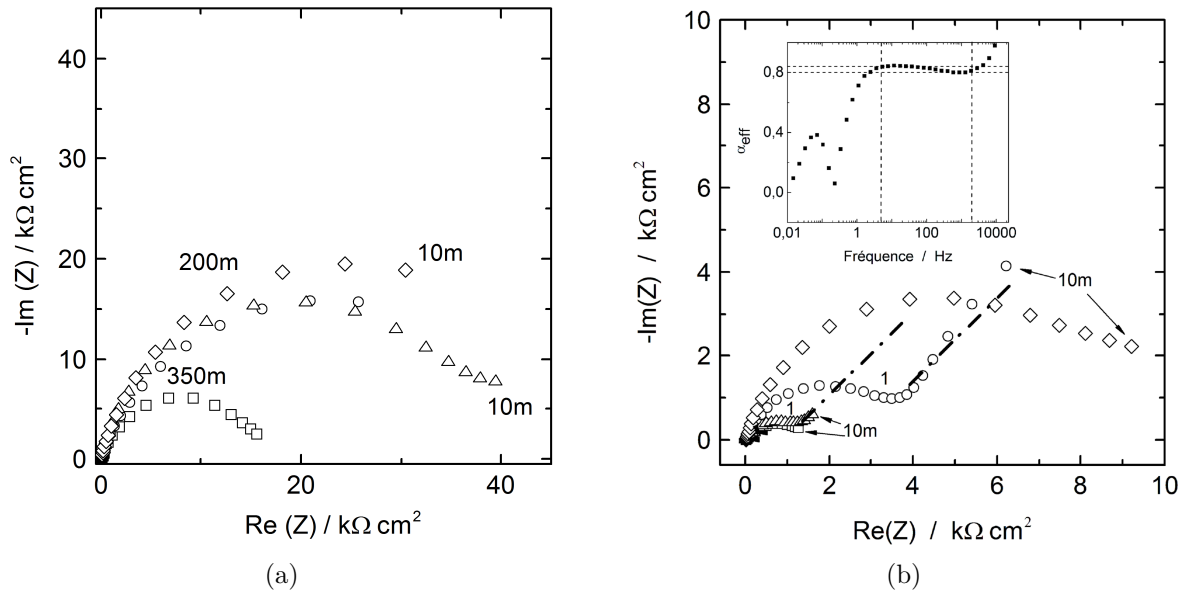 40
30
20
10
0
0
20
40
-Im (Z) / kΩ cm²
Re (Z) / kΩ cm²
200m
10m
350m
10m
(a)
10
8
6
4
2
0
0
2
4
6
8
10
-Im(Z) / kΩ cm²
Re(Z) / kΩ cm²
0,8
0,4
0,0
αeff
0,01
1
100
10000
Fréquence / Hz
10m
1
1
10m
(b)